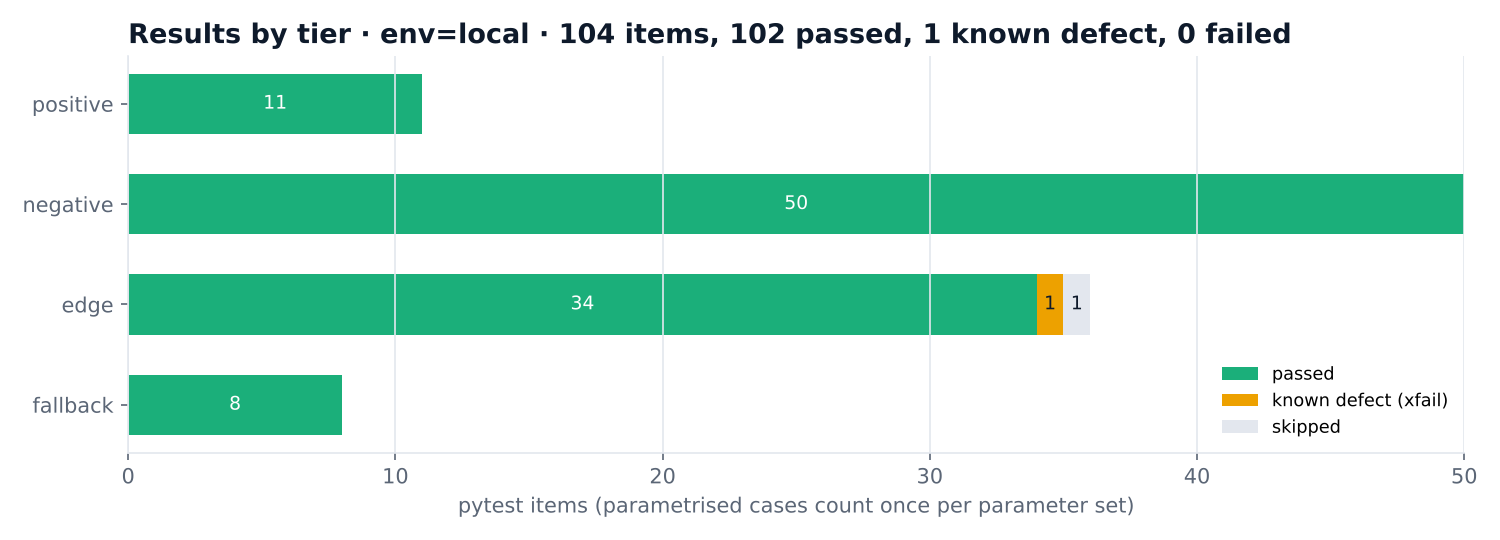 Results by tier · env=local · 104 items, 102 passed, 1 known defect, 0 failed
positive
11
negative
50
edge
34
1
1
fallback
8
passed
known defect (xfail)
skipped
0 10 20 30 40 50
pytest items (parametrised cases count once per parameter set)